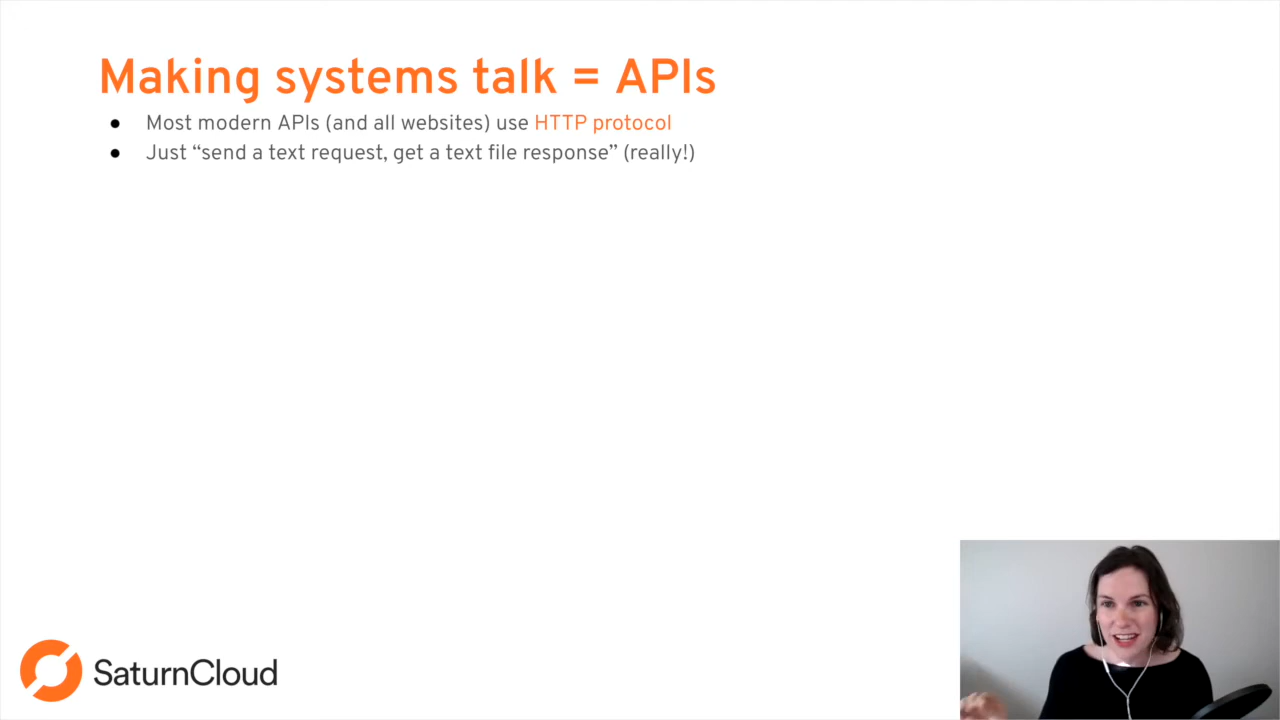 Making systems talk = APIs
● Most modern APIs (and all websites) use HTTP protocol
● Just “send a text request, get a text file response” (really!)
SaturnCloud